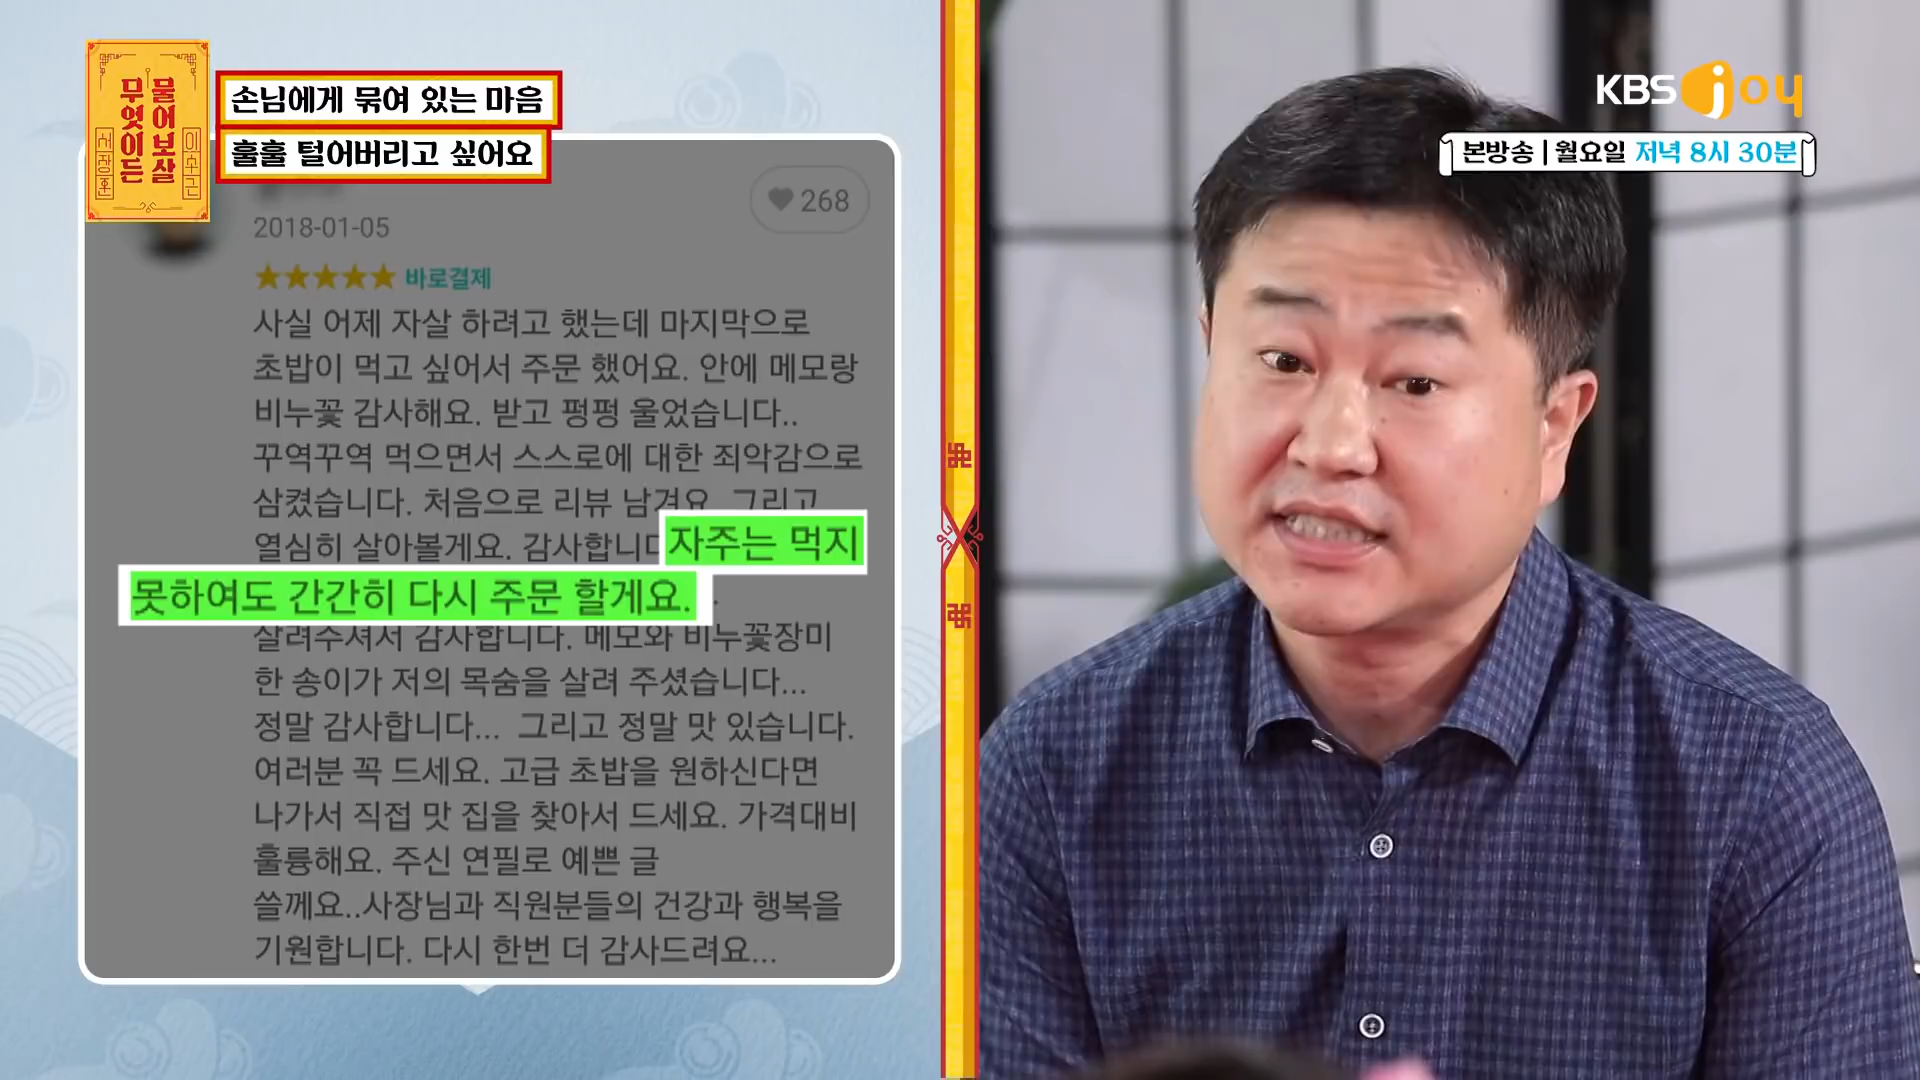 무엇이든
물어보살
서장훈
이수근
손님에게 묶여 있는 마음
훌훌 털어버리고 싶어요
KBS joy
본방송 | 월요일 저녁 8시 30분
268
2018-01-05
★★★★★ 바로결제
사실 어제 자살 하려고 했는데 마지막으로
초밥이 먹고 싶어서 주문 했어요. 안에 메모랑
비누꽃 감사해요. 받고 펑펑 울었습니다..
꾸역꾸역 먹으면서 스스로에 대한 죄악감으로
삼켰습니다. 처음으로 리뷰 남겨요. 그리고
열심히 살아볼게요. 감사합니다 자주는 먹지
못하여도 간간히 다시 주문 할게요.
살려주셔서 감사합니다. 메모와 비누꽃장미
한 송이가 저의 목숨을 살려 주셨습니다...
정말 감사합니다... 그리고 정말 맛 있습니다.
여러분 꼭 드세요. 고급 초밥을 원하신다면
나가서 직접 맛 집을 찾아서 드세요. 가격대비
훌륭해요. 주신 연필로 예쁜 글
쓸께요..사장님과 직원분들의 건강과 행복을
기원합니다. 다시 한번 더 감사드려요...